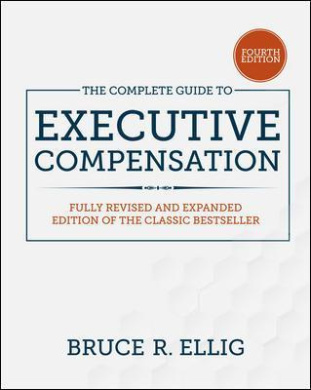 FOURTH
EDITION
THE COMPLETE GUIDE TO
EXECUTIVE
COMPENSATION
FULLY REVISED AND EXPANDED
EDITION OF THE CLASSIC BESTSELLER
BRUCE R. ELLIG